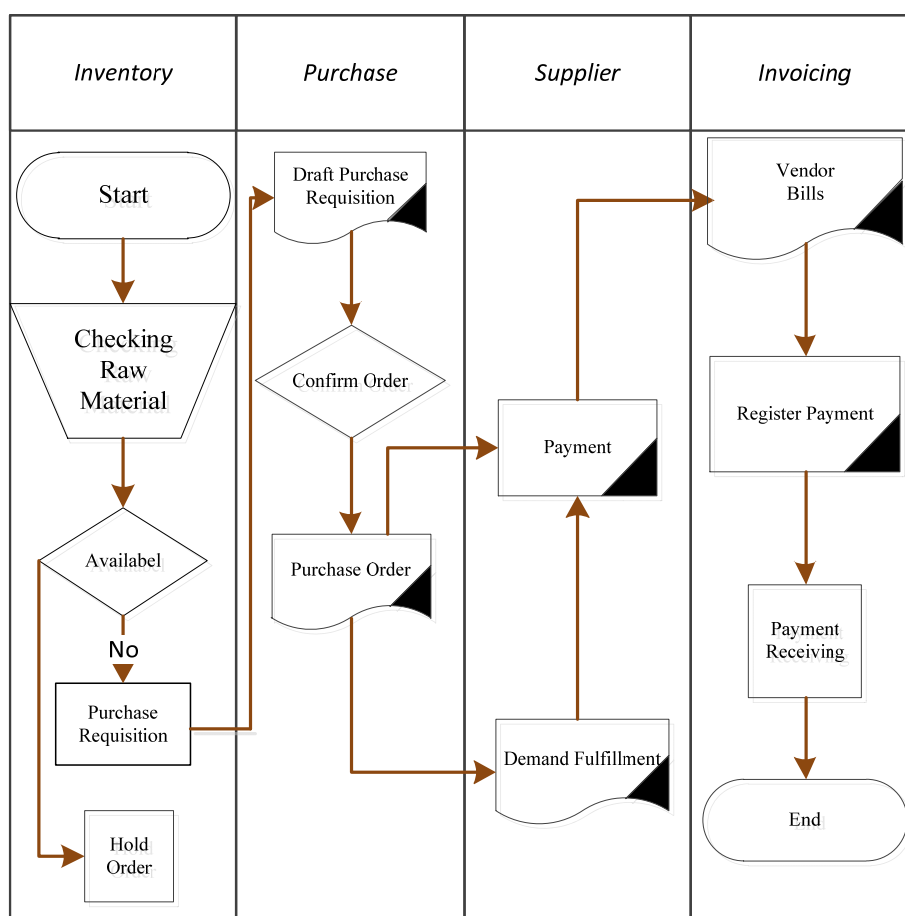 Inventory
Purchase
Supplier
Invoicing
Start
Checking
Raw
Material
Availabel
No
Purchase
Requisition
Hold
Order
Draft Purchase
Requisition
Confirm Order
Purchase Order
Payment
Demand Fulfillment
Vendor
Bills
Register Payment
Payment
Receiving
End